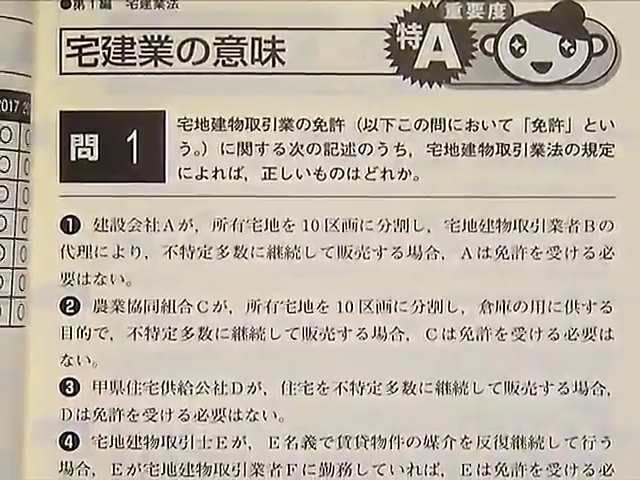 ●第1編 宅建業法
重要度
宅建業の意味
特A
2017
問 1
宅地建物取引業の免許（以下この問において「免許」とい
う。）に関する次の記述のうち，宅地建物取引業法の規定
によれば，正しいものはどれか。
❶ 建設会社Aが，所有宅地を10区画に分割し，宅地建物取引業者Bの
代理により，不特定多数に継続して販売する場合，Aは免許を受ける必
要はない。
❷ 農業協同組合Cが，所有宅地を10区画に分割し，倉庫の用に供する
目的で，不特定多数に継続して販売する場合，Cは免許を受ける必要は
ない。
❸ 甲県住宅供給公社Dが，住宅を不特定多数に継続して販売する場合，
Dは免許を受ける必要はない。
❹ 宅地建物取引士Eが，E名義で賃貸物件の媒介を反復継続して行う
場合，Eが宅地建物取引業者Fに勤務していれば，Eは免許を受ける必